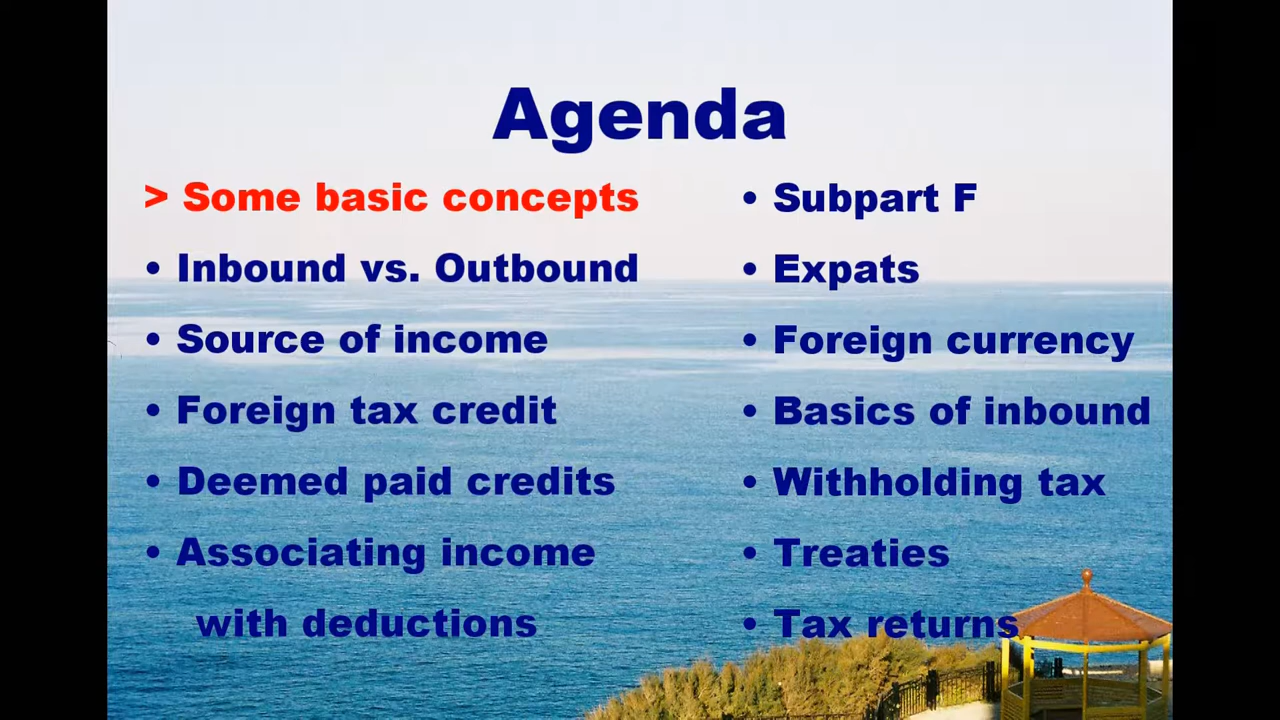 Agenda
> Some basic concepts
• Inbound vs. Outbound
• Source of income
• Foreign tax credit
• Deemed paid credits
• Associating income
with deductions
• Subpart F
• Expats
• Foreign currency
• Basics of inbound
• Withholding tax
• Treaties
• Tax returns